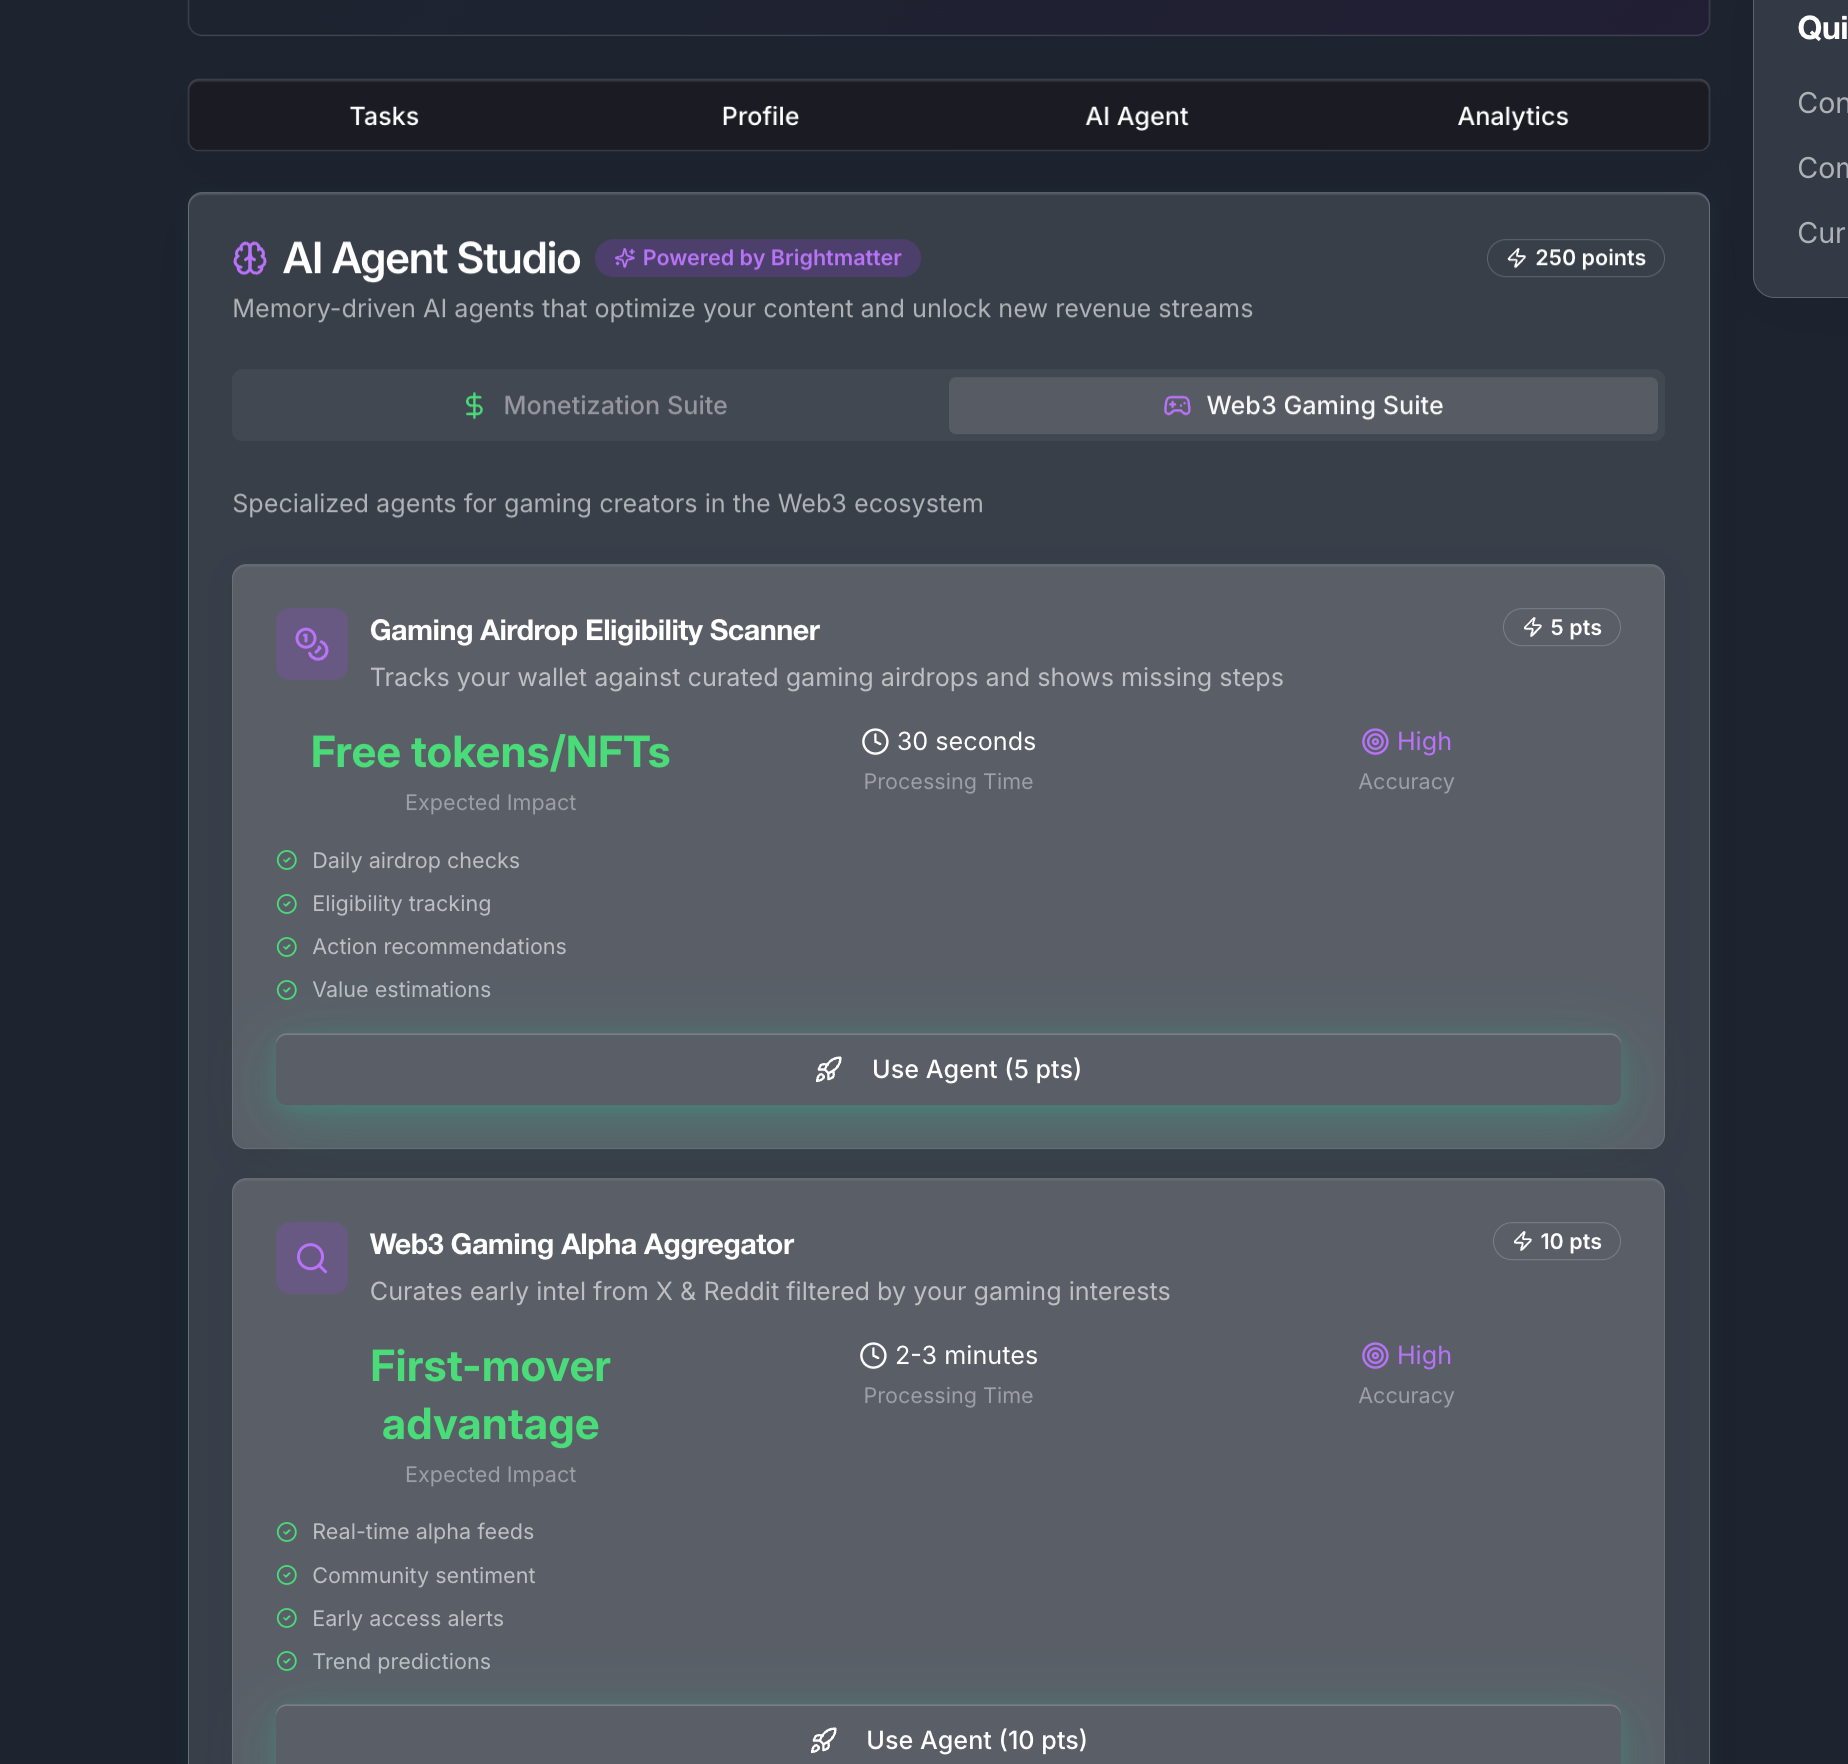 Tasks
Profile
AI Agent
Analytics
AI Agent Studio
Powered by Brightmatter
250 points
Memory-driven AI agents that optimize your content and unlock new revenue streams
Monetization Suite
Web3 Gaming Suite
Specialized agents for gaming creators in the Web3 ecosystem
Gaming Airdrop Eligibility Scanner
5 pts
Tracks your wallet against curated gaming airdrops and shows missing steps
Free tokens/NFTs
Expected Impact
30 seconds
Processing Time
High
Accuracy
Daily airdrop checks
Eligibility tracking
Action recommendations
Value estimations
Use Agent (5 pts)
Web3 Gaming Alpha Aggregator
10 pts
Curates early intel from X & Reddit filtered by your gaming interests
First-mover
advantage
Expected Impact
2-3 minutes
Processing Time
High
Accuracy
Real-time alpha feeds
Community sentiment
Early access alerts
Trend predictions
Use Agent (10 pts)